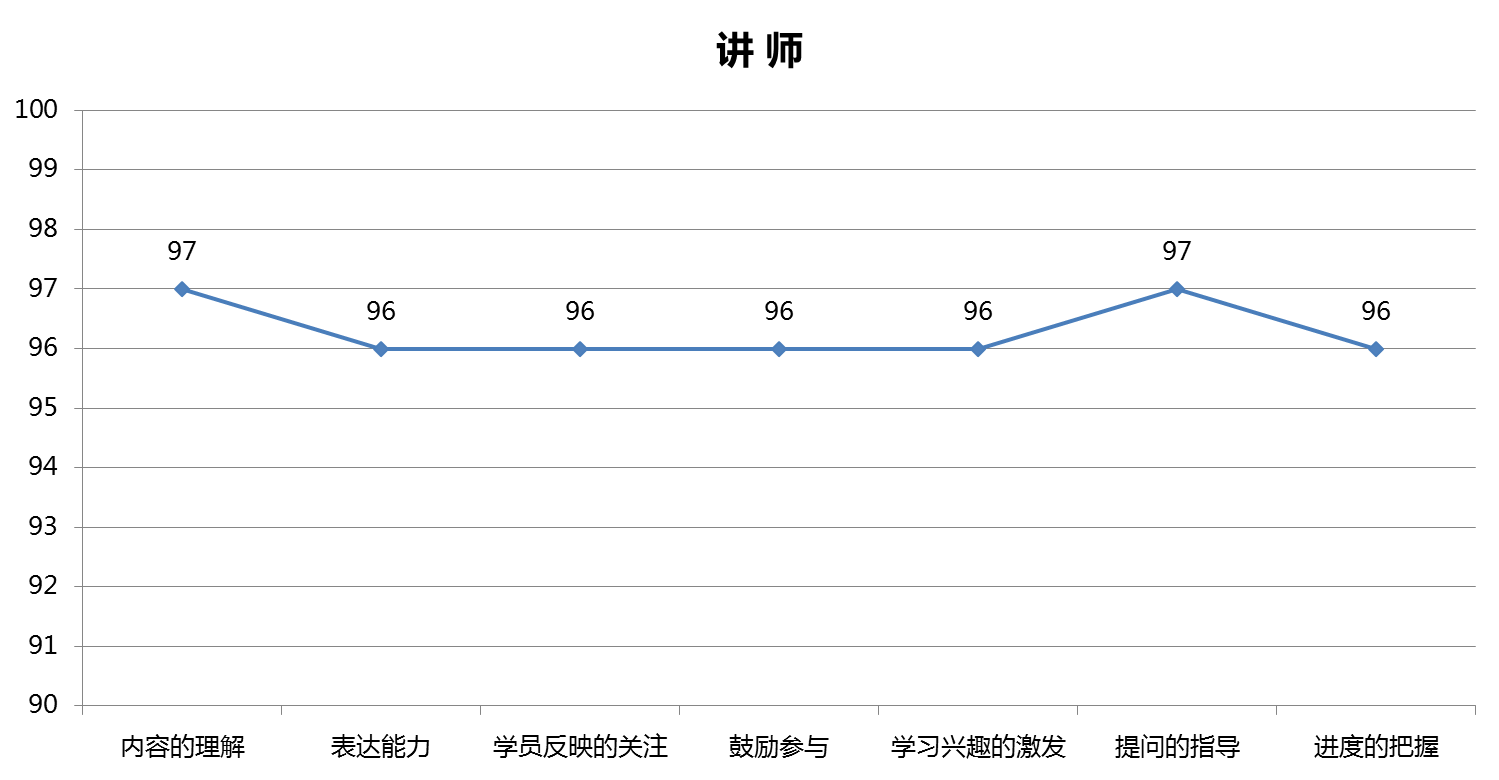 讲 师
100
99
98
97
96
95
94
93
92
91
90
97
96
96
96
96
97
96
内容的理解
表达能力
学员反映的关注
鼓励参与
学习兴趣的激发
提问的指导
进度的把握